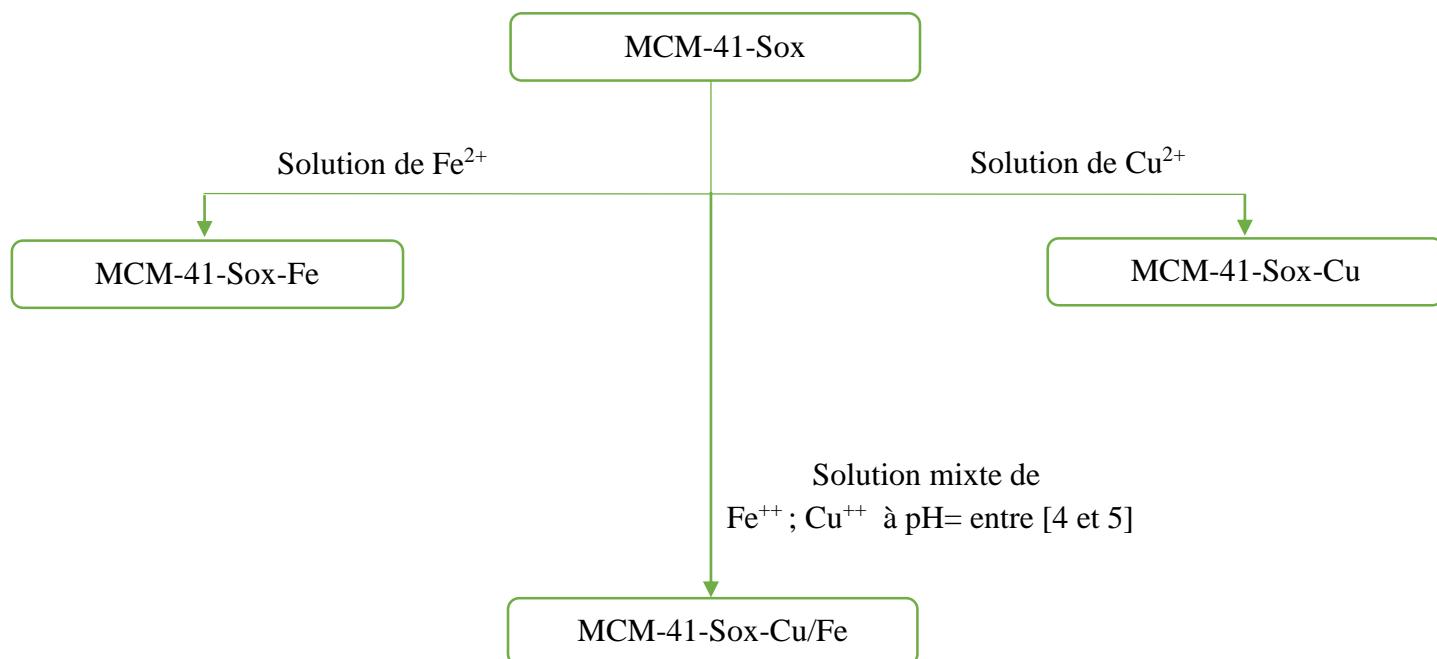 MCM-41-Sox
Solution de Fe²⁺
Solution de Cu²⁺
MCM-41-Sox-Fe
MCM-41-Sox-Cu
Solution mixte de
Fe⁺⁺ ; Cu⁺⁺ à pH= entre [4 et 5]
MCM-41-Sox-Cu/Fe